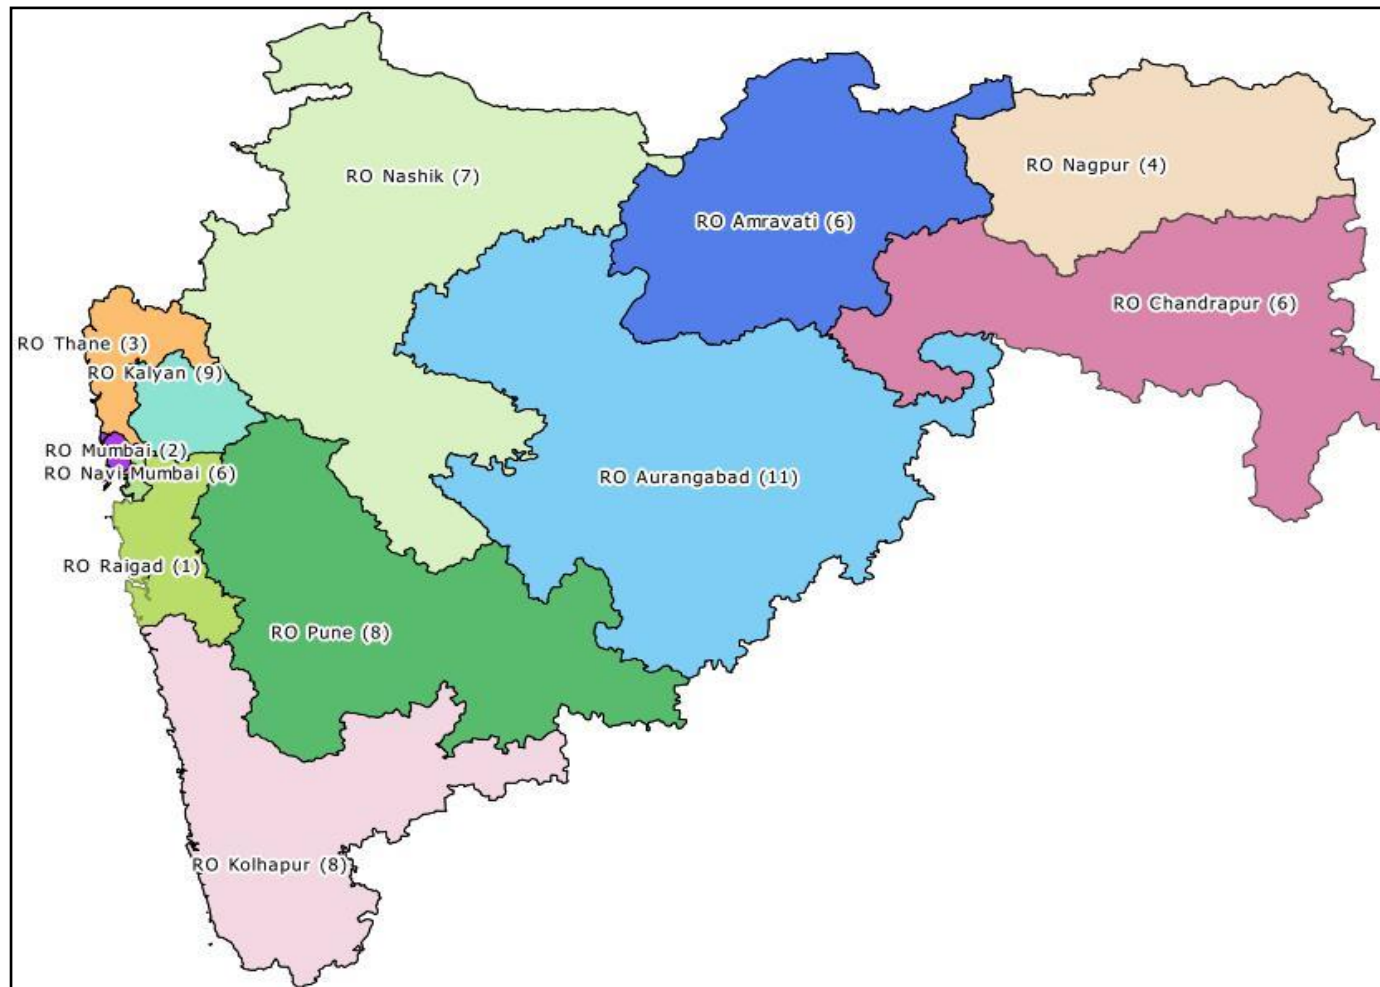 RO Nashik (7)
RO Nagpur (4)
RO Amravati (6)
RO Chandrapur (6)
RO Thane (3)
RO Kalyan (9)
RO Mumbai (2)
RO Navi Mumbai (6)
RO Aurangabad (11)
RO Raigad (1)
RO Pune (8)
RO Kolhapur (8)